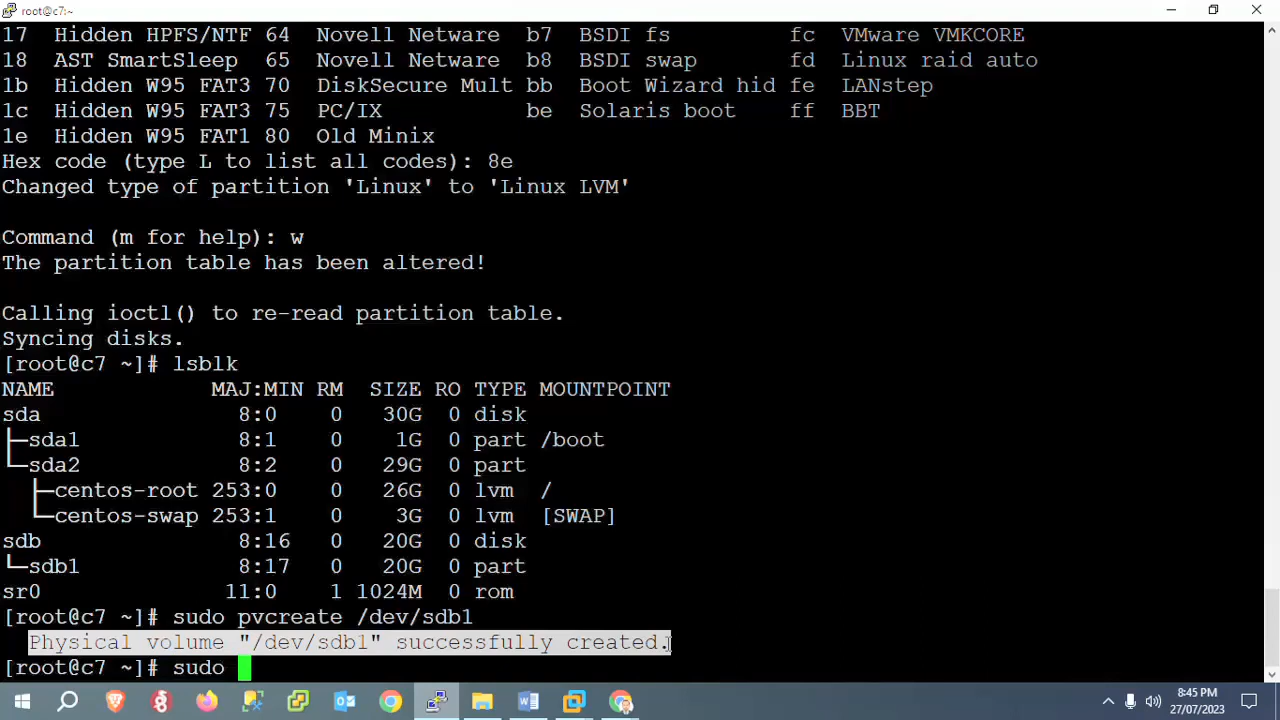 root@c7:~
17 Hidden HPFS/NTF 64 Novell Netware b7 BSDI fs fc VMware VMKCORE
18 AST SmartSleep 65 Novell Netware b8 BSDI swap fd Linux raid auto
1b Hidden W95 FAT3 70 DiskSecure Mult bb Boot Wizard hid fe LANstep
1c Hidden W95 FAT3 75 PC/IX be Solaris boot ff BBT
1e Hidden W95 FAT1 80 Old Minix
Hex code (type L to list all codes): 8e
Changed type of partition 'Linux' to 'Linux LVM'
Command (m for help): w
The partition table has been altered!
Calling ioctl() to re-read partition table.
Syncing disks.
[root@c7 ~]# lsblk
NAME MAJ:MIN RM SIZE RO TYPE MOUNTPOINT
sda 8:0 0 30G 0 disk
├─sda1 8:1 0 1G 0 part /boot
└─sda2 8:2 0 29G 0 part
├─centos-root 253:0 0 26G 0 lvm /
└─centos-swap 253:1 0 3G 0 lvm [SWAP]
sdb 8:16 0 20G 0 disk
└─sdb1 8:17 0 20G 0 part
sr0 11:0 1 1024M 0 rom
[root@c7 ~]# sudo pvcreate /dev/sdb1
Physical volume "/dev/sdb1" successfully created.
[root@c7 ~]# sudo
8:45 PM
27/07/2023